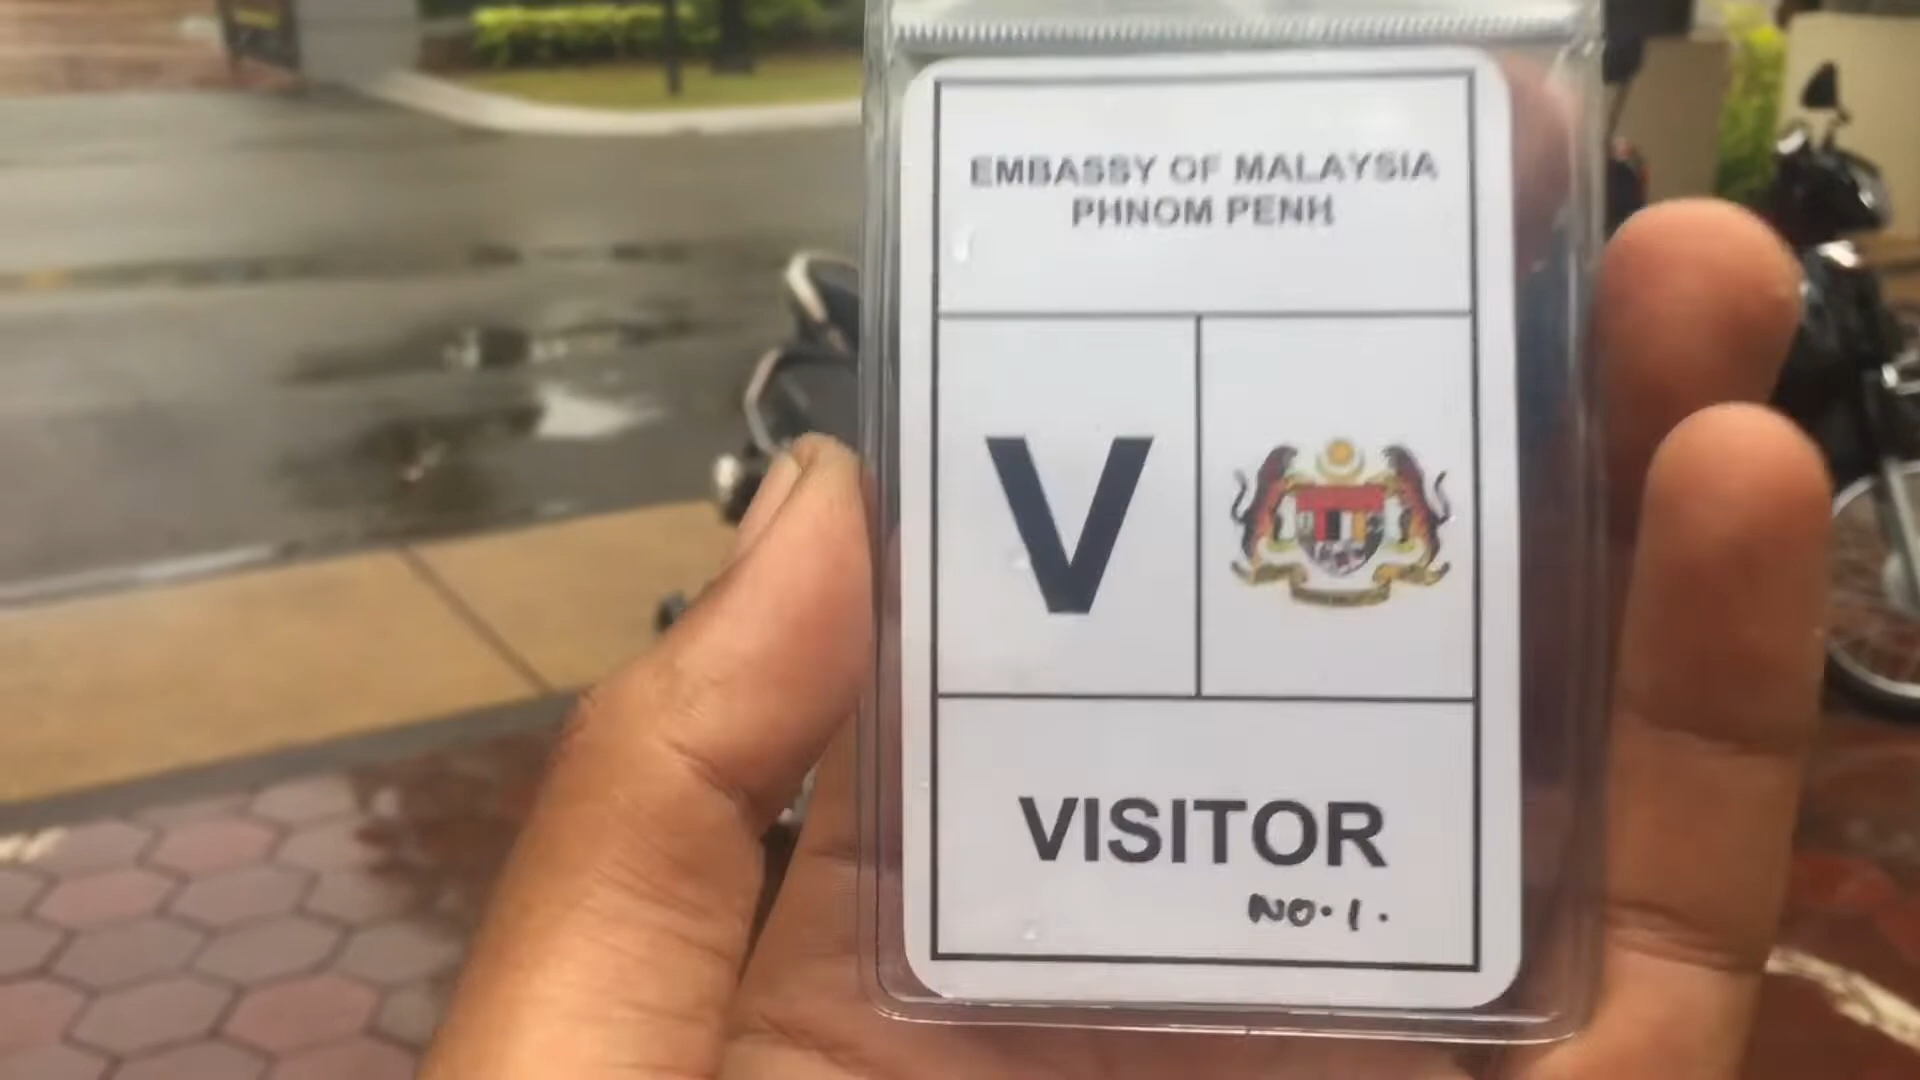 EMBASSY OF MALAYSIA
PHNOM PENH
V
VISITOR
NO.1.